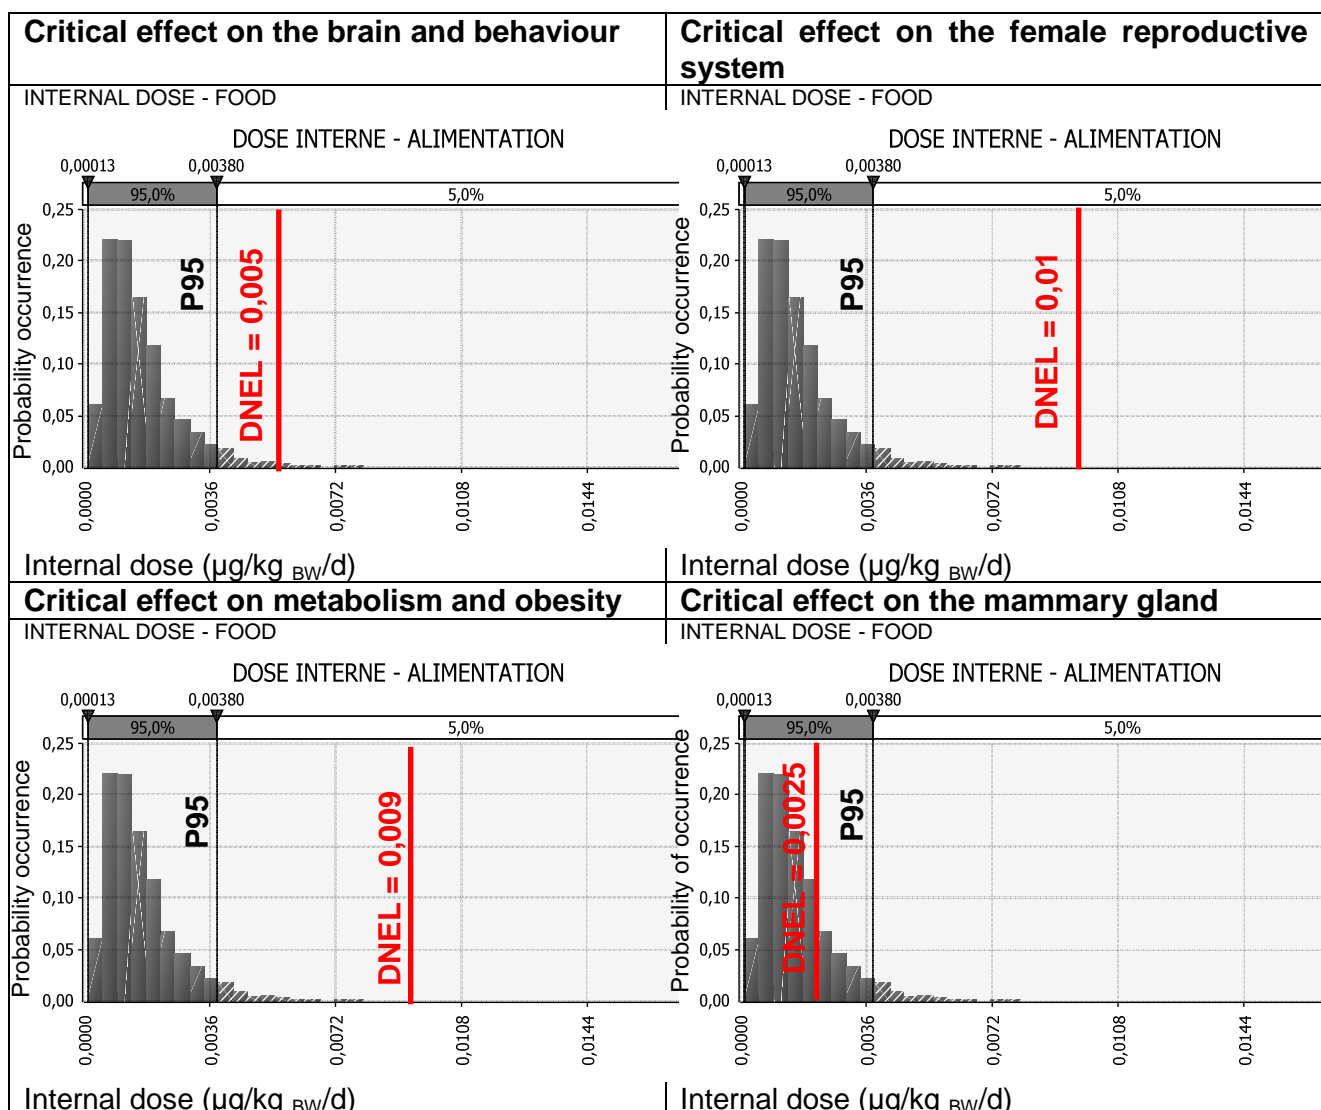 Critical effect on the brain and behaviour
INTERNAL DOSE - FOOD
DOSE INTERNE - ALIMENTATION
0,00013 0,00380
95,0% 5,0%
Probability occurrence
0,25
0,20
0,15
0,10
0,05
0,00
P95
DNEL = 0,005
0,0000 0,0036 0,0072 0,0108 0,0144
Internal dose (µg/kg BW/d)
Critical effect on the female reproductive
system
INTERNAL DOSE - FOOD
DOSE INTERNE - ALIMENTATION
0,00013 0,00380
95,0% 5,0%
Probability occurrence
0,25
0,20
0,15
0,10
0,05
0,00
P95
DNEL = 0,01
0,0000 0,0036 0,0072 0,0108 0,0144
Internal dose (µg/kg BW/d)
Critical effect on metabolism and obesity
INTERNAL DOSE - FOOD
DOSE INTERNE - ALIMENTATION
0,00013 0,00380
95,0% 5,0%
Probability occurrence
0,25
0,20
0,15
0,10
0,05
0,00
P95
DNEL = 0,009
0,0000 0,0036 0,0072 0,0108 0,0144
Internal dose (µg/kg BW/d)
Critical effect on the mammary gland
INTERNAL DOSE - FOOD
DOSE INTERNE - ALIMENTATION
0,00013 0,00380
95,0% 5,0%
Probability of occurrence
0,25
0,20
0,15
0,10
0,05
0,00
DNEL = 0,0025
P95
0,0000 0,0036 0,0072 0,0108 0,0144
Internal dose (µg/kg BW/d)